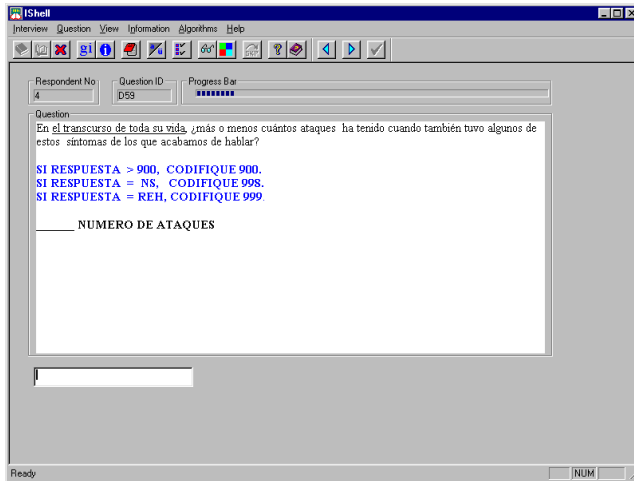 IShell
Interview Question View Information Algorithms Help
gi
Respondent No
Question ID
Progress Bar
4
D59
Question
En el transcurso de toda su vida, ¿más o menos cuántos ataques ha tenido cuando también tuvo algunos de
estos síntomas de los que acabamos de hablar?
SI RESPUESTA > 900, CODIFIQUE 900.
SI RESPUESTA = NS, CODIFIQUE 998.
SI RESPUESTA = REH, CODIFIQUE 999.
______ NUMERO DE ATAQUES
Ready
NUM